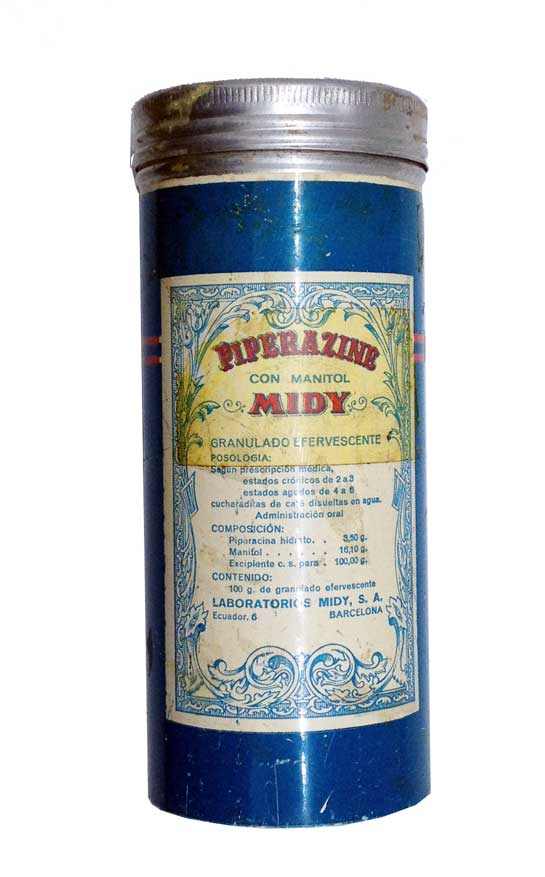 PIPERAZINE
CON MANITOL
MIDY
GRANULADO EFERVESCENTE
POSOLOGIA:
Según prescripción médica,
estados crónicos de 2 a 3
estados agudos de 4 a 6
cucharaditas de café disueltas en agua.
Administración oral
COMPOSICIÓN:
Piperacina hidrato. . 3,50 g.
Manitol . . . . . . 16,10 g.
Excipiente c. s. para . 100,00 g.
CONTENIDO:
100 g. de granulado efervescente
LABORATORIOS MIDY, S. A.
Ecuador, 6 BARCELONA